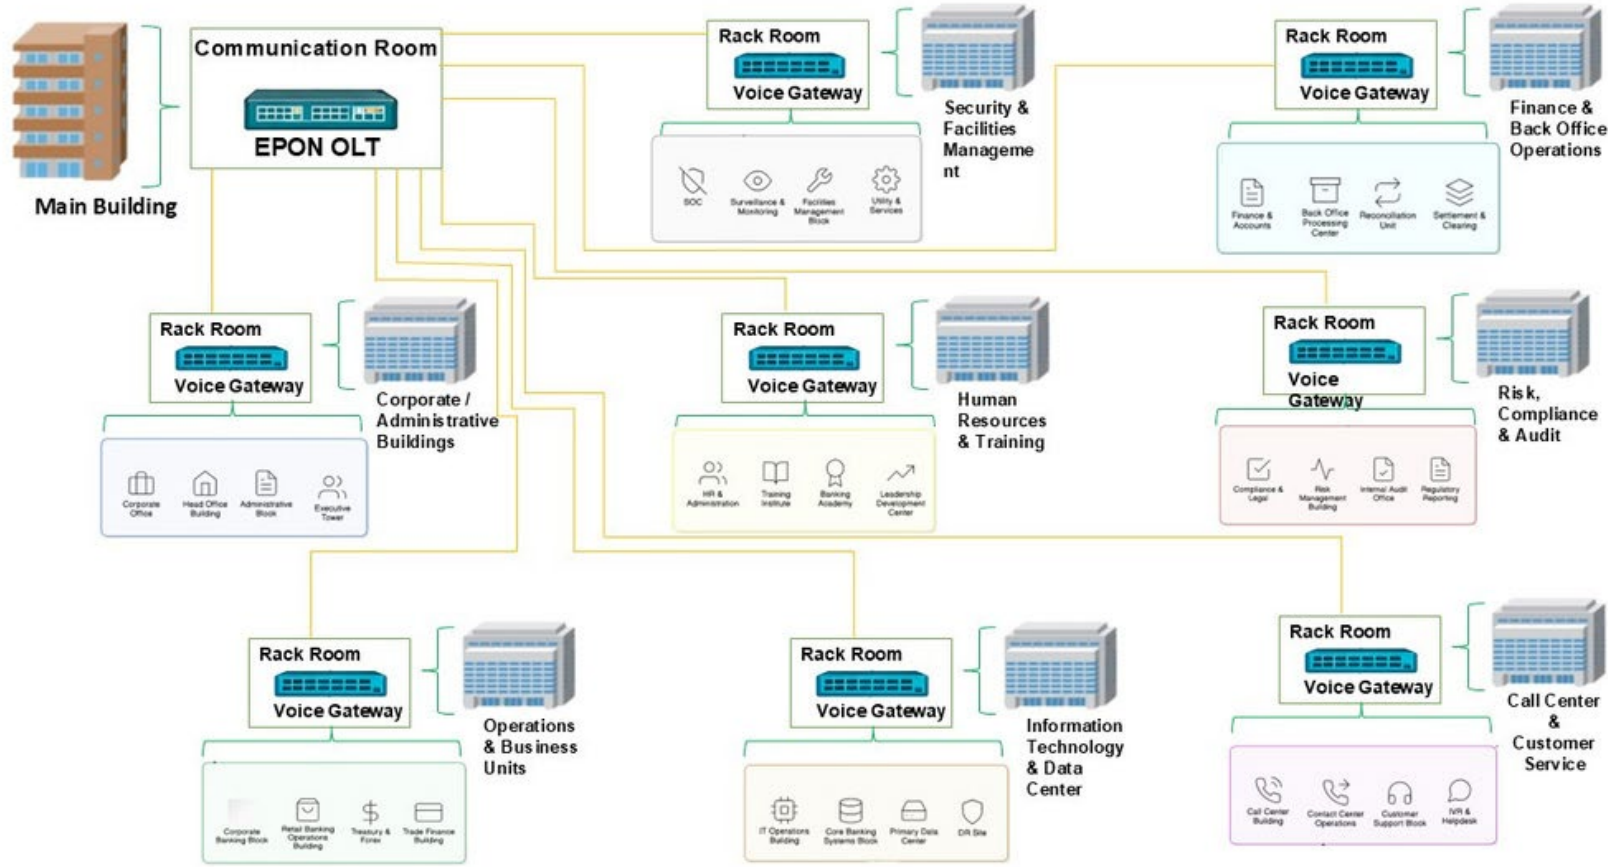 Communication Room
EPON OLT
Main Building
Rack Room
Voice Gateway
Security &
Facilities
Manageme
nt
SOC
Surveillance &
Monitoring
Facilities
Management
Block
Utility &
Services
Rack Room
Voice Gateway
Finance &
Back Office
Operations
Finance &
Accounts
Back Office
Processing
Center
Reconciliation
Unit
Settlement &
Clearing
Rack Room
Voice Gateway
Corporate /
Administrative
Buildings
Corporate
Office
Head Office
Building
Administrative
Block
Executive
Tower
Rack Room
Voice Gateway
Human
Resources
& Training
HR &
Administration
Training
Institute
Banking
Academy
Leadership
Development
Center
Rack Room
Voice
Gateway
Risk,
Compliance
& Audit
Compliance &
Legal
Risk
Management
Building
Internal Audit
Office
Regulatory
Reporting
Rack Room
Voice Gateway
Operations
& Business
Units
Corporate
Banking Block
Retail Banking
Operations
Building
Treasury &
Forex
Trade Finance
Building
Rack Room
Voice Gateway
Information
Technology
& Data
Center
IT Operations
Building
Core Banking
Systems Block
Primary Data
Center
DR Site
Rack Room
Voice Gateway
Call Center
&
Customer
Service
Call Center
Building
Contact Center
Operations
Customer
Support Block
IVR &
Helpdesk